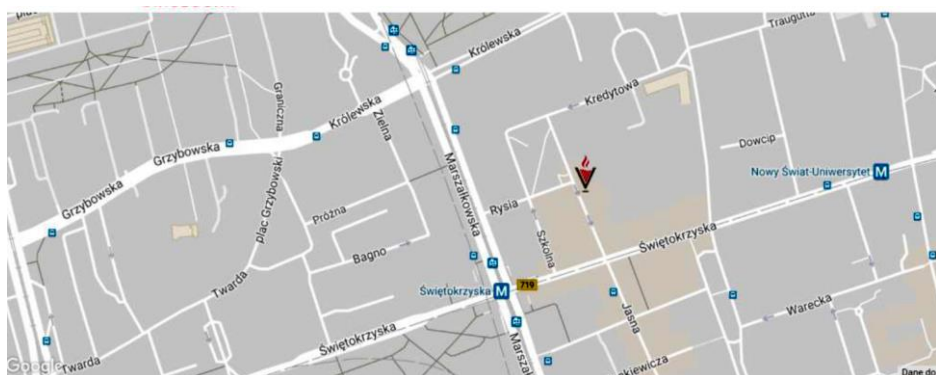 Traugutta
Królewska
Kredytowa
Graniczna
Królewska
Zielna
Marszałkowska
Dowcip
Grzybowska
Nowy Świat-Uniwersytet
M
Grzybowska
plac Grzybowski
Próżna
Rysia
Szkolna
Świętokrzyska
Bagno
Twarda
Świętokrzyska
M
719
Jasna
Warecka
Świętokrzyska
Marsz
kiewicza
Twarda
Google
Dane do